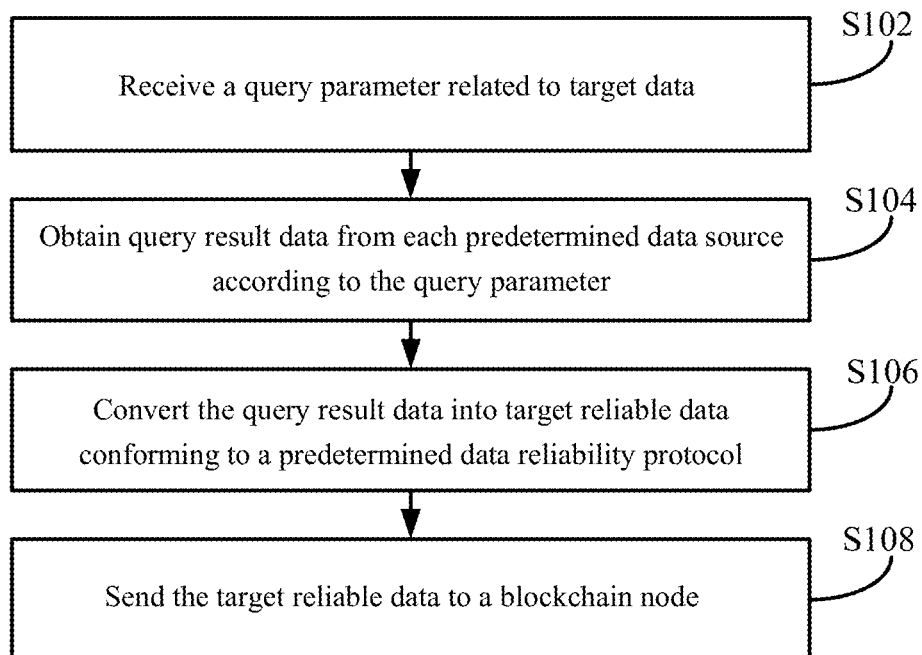 S102
Receive a query parameter related to target data
S104
Obtain query result data from each predetermined data source
according to the query parameter
S106
Convert the query result data into target reliable data
conforming to a predetermined data reliability protocol
S108
Send the target reliable data to a blockchain node